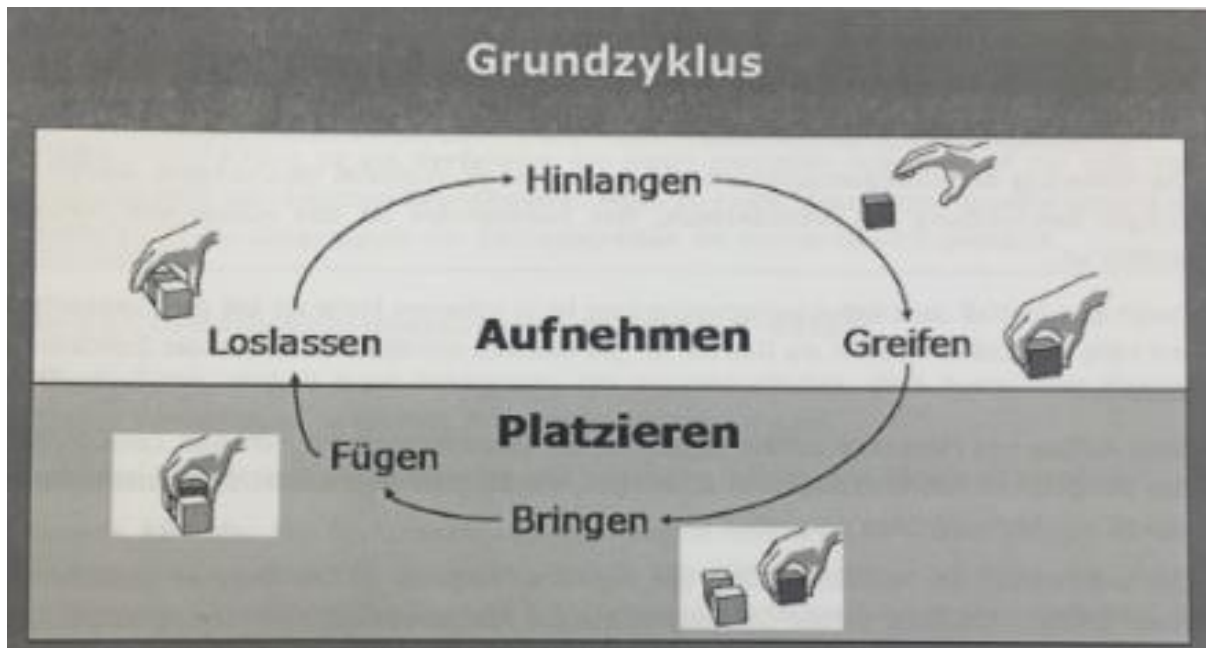 Grundzyklus
Hinlangen
Loslassen
Aufnehmen
Greifen
Platzieren
Fügen
Bringen